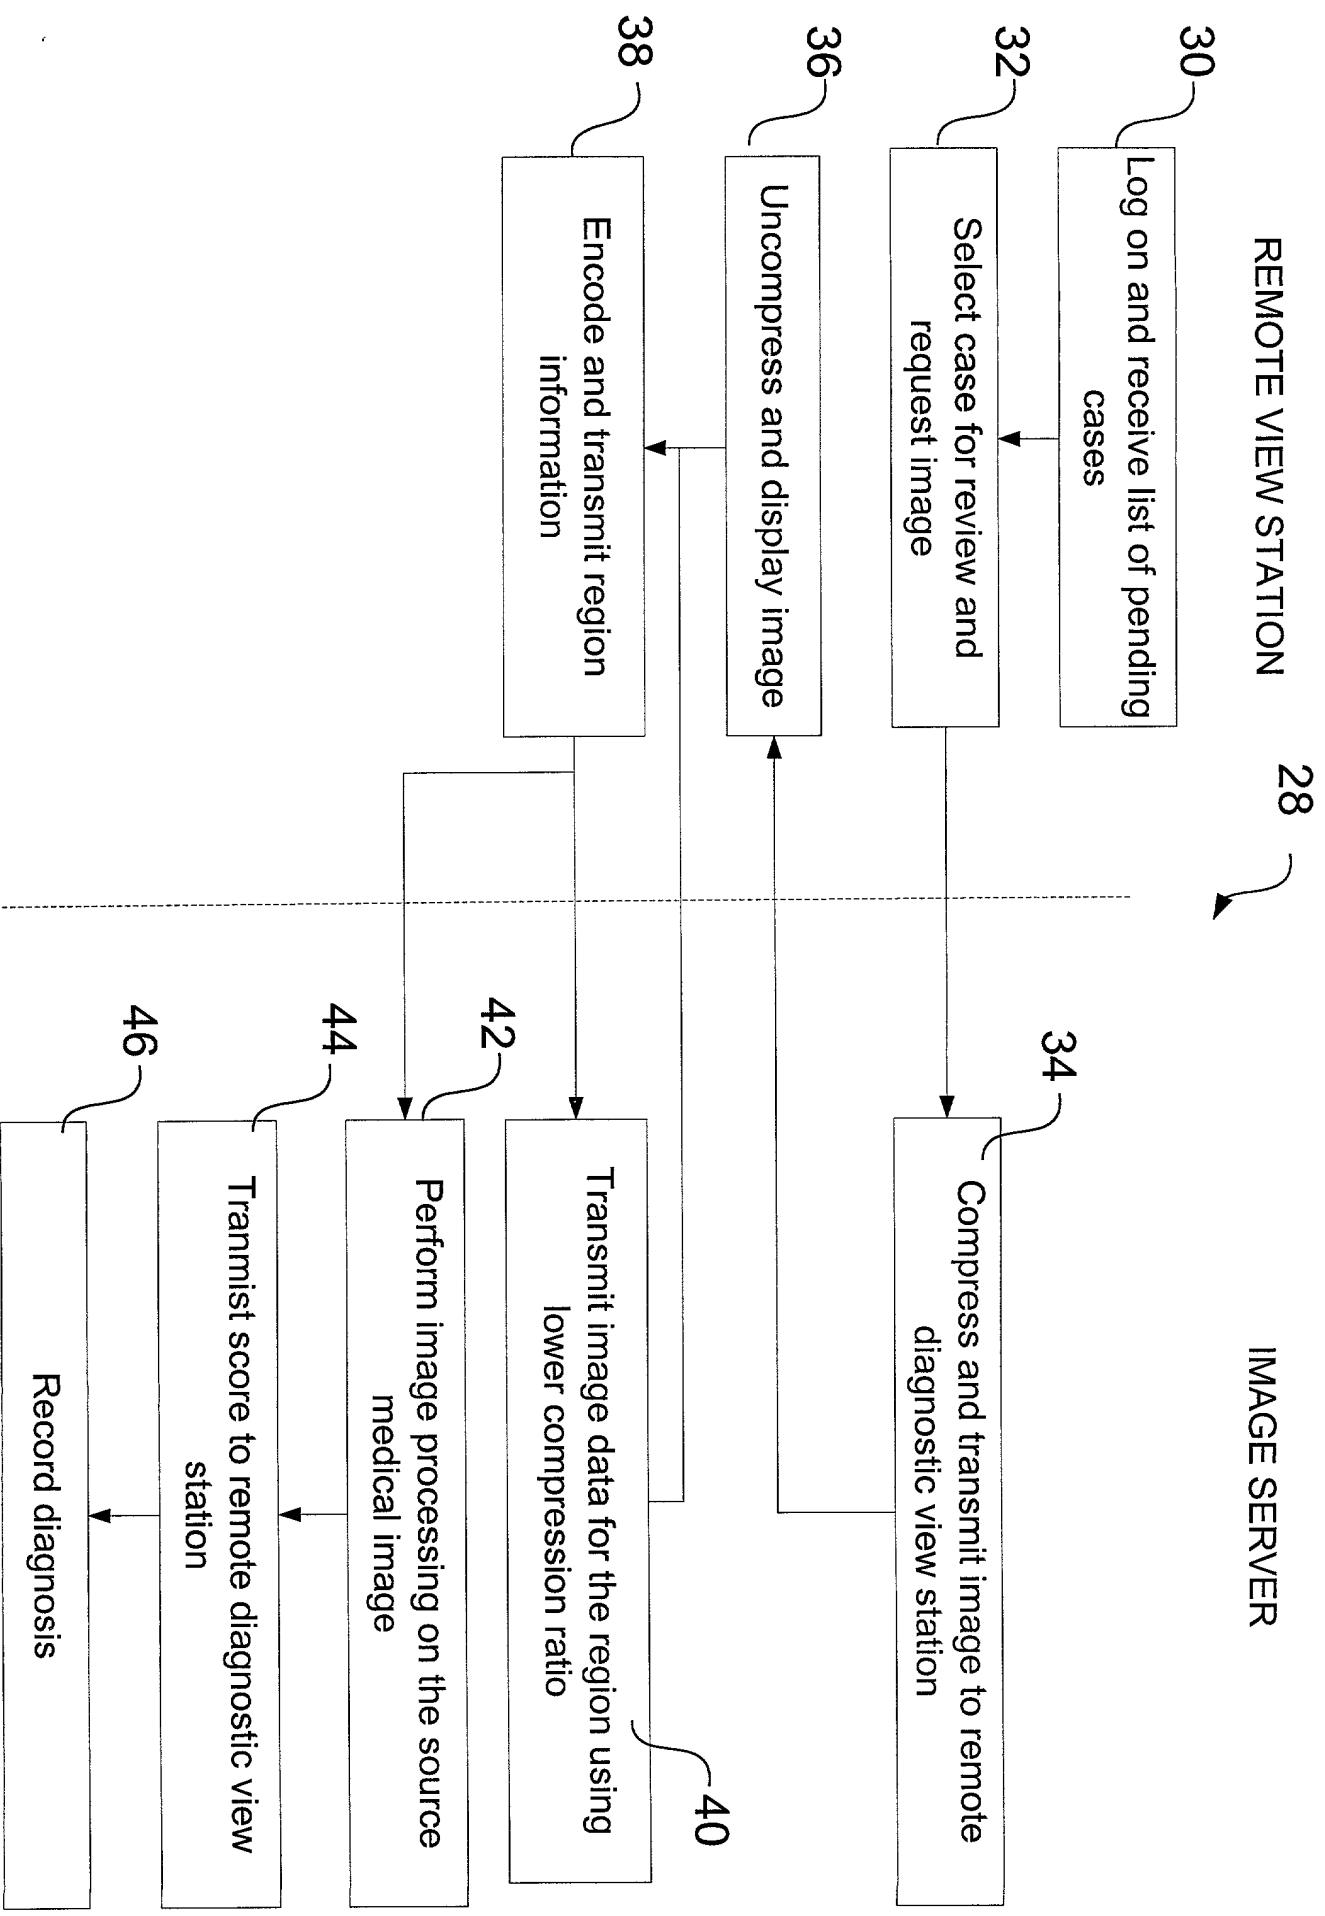 28
REMOTE VIEW STATION
IMAGE SERVER
30
Log on and receive list of pending
cases
32
Select case for review and
request image
34
Compress and transmit image to remote
diagnostic view station
36
Uncompress and display image
38
Encode and transmit region
information
40
Transmit image data for the region using
lower compression ratio
42
Perform image processing on the source
medical image
44
Tranmist score to remote diagnostic view
station
46
Record diagnosis